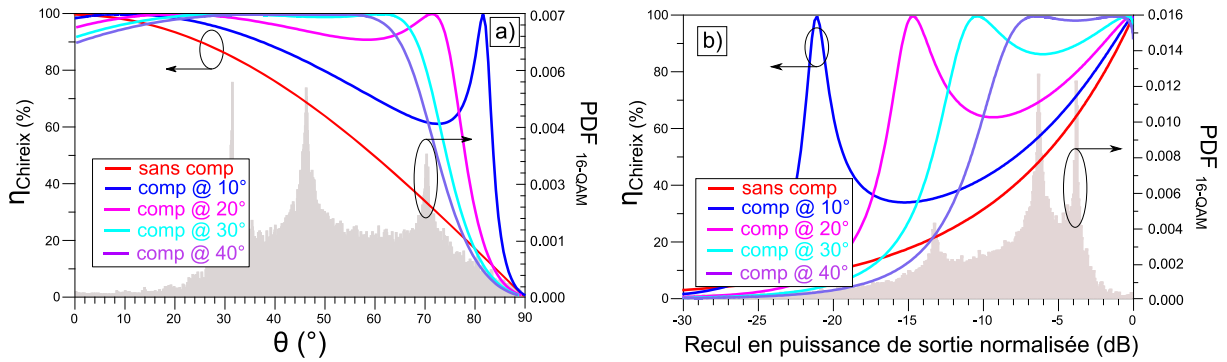 a)
100
80
60
40
20
0
ηChireix (%)
sans comp
comp @ 10°
comp @ 20°
comp @ 30°
comp @ 40°
0 10 20 30 40 50 60 70 80 90
θ (°)
0.007
0.006
0.005
0.004
0.003
0.002
0.001
0.000
PDF 16-QAM
b)
100
80
60
40
20
0
ηChireix (%)
sans comp
comp @ 10°
comp @ 20°
comp @ 30°
comp @ 40°
-30 -25 -20 -15 -10 -5 0
Recul en puissance de sortie normalisée (dB)
0.016
0.014
0.012
0.010
0.008
0.006
0.004
0.002
0.000
PDF 16-QAM